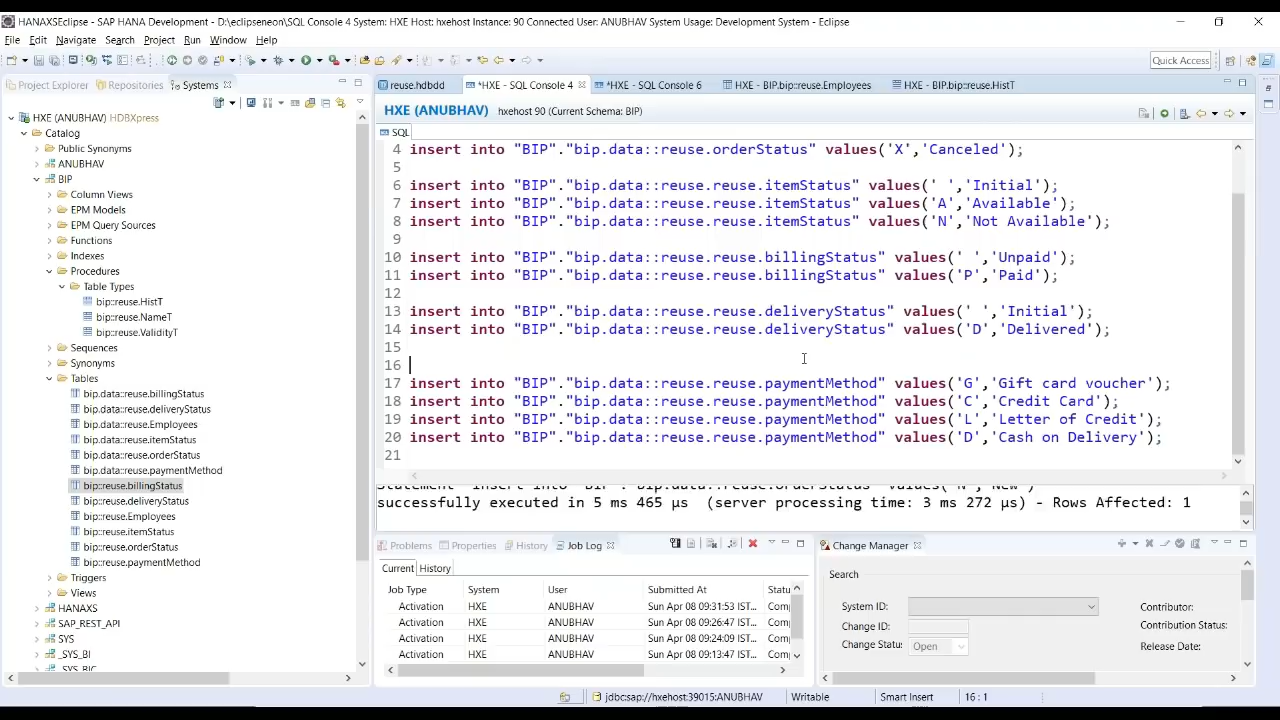 HANAXSEclipse - SAP HANA Development - D:\eclipseneon\SQL Console 4 System: HXE Host: hxehost Instance: 90 Connected User: ANUBHAV System Usage: Development System - Eclipse
File Edit Navigate Search Project Run Window Help
Quick Access
Project Explorer Repositories Systems
reuse.hdbdd *HXE - SQL Console 4 *HXE - SQL Console 6 HXE - BIP.bip::reuse.Employees HXE - BIP.bip::reuse.HistT
HXE (ANUBHAV) hxehost 90 (Current Schema: BIP)
SQL
HXE (ANUBHAV) HDBXpress
Catalog
Public Synonyms
ANUBHAV
BIP
Column Views
EPM Models
EPM Query Sources
Functions
Indexes
Procedures
Table Types
bip::reuse.HistT
bip::reuse.NameT
bip::reuse.ValidityT
Sequences
Synonyms
Tables
bip.data::reuse.billingStatus
bip.data::reuse.deliveryStatus
bip.data::reuse.Employees
bip.data::reuse.itemStatus
bip.data::reuse.orderStatus
bip.data::reuse.paymentMethod
bip::reuse.billingStatus
bip::reuse.deliveryStatus
bip::reuse.Employees
bip::reuse.itemStatus
bip::reuse.orderStatus
bip::reuse.paymentMethod
Triggers
Views
HANAXS
SAP_REST_API
SYS
_SYS_BI
_SYS_BIC
4 insert into "BIP"."bip.data::reuse.orderStatus" values('X','Canceled');
5
6 insert into "BIP"."bip.data::reuse.reuse.itemStatus" values(' ','Initial');
7 insert into "BIP"."bip.data::reuse.reuse.itemStatus" values('A','Available');
8 insert into "BIP"."bip.data::reuse.reuse.itemStatus" values('N','Not Available');
9
10 insert into "BIP"."bip.data::reuse.reuse.billingStatus" values(' ','Unpaid');
11 insert into "BIP"."bip.data::reuse.reuse.billingStatus" values('P','Paid');
12
13 insert into "BIP"."bip.data::reuse.reuse.deliveryStatus" values(' ','Initial');
14 insert into "BIP"."bip.data::reuse.reuse.deliveryStatus" values('D','Delivered');
15
16
17 insert into "BIP"."bip.data::reuse.reuse.paymentMethod" values('G','Gift card voucher');
18 insert into "BIP"."bip.data::reuse.reuse.paymentMethod" values('C','Credit Card');
19 insert into "BIP"."bip.data::reuse.reuse.paymentMethod" values('L','Letter of Credit');
20 insert into "BIP"."bip.data::reuse.reuse.paymentMethod" values('D','Cash on Delivery');
21
Statement 'insert into "BIP"."bip.data::reuse.orderStatus" values('N','New')'
successfully executed in 5 ms 465 µs (server processing time: 3 ms 272 µs) - Rows Affected: 1
Problems Properties History Job Log
Current History
Job Type System User Submitted At Statu
Activation HXE ANUBHAV Sun Apr 08 09:31:53 IST... Comp
Activation HXE ANUBHAV Sun Apr 08 09:26:47 IST... Comp
Activation HXE ANUBHAV Sun Apr 08 09:24:09 IST... Comp
Activation HXE ANUBHAV Sun Apr 08 09:13:47 IST... Comp
Change Manager
Search
System ID: Contributor:
Change ID: Contribution Status:
Change Statu: Open Release Date:
jdbc:sap://hxehost:39015:ANUBHAV Writable Smart Insert 16 : 1